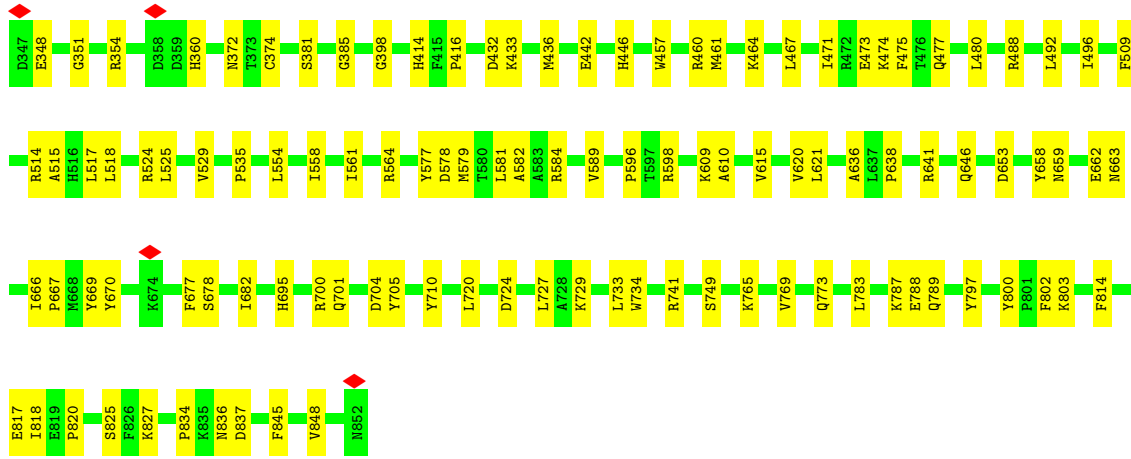 D347 E348 G351 R354 D358 D359 H360 N372 T373 C374 S381 G385 G398 H414 F415 P416 D432 K433 M436 E442 H446 W457 R460 M461 K464 L467 I471 R472 E473 K474 F475 T476 Q477 L480 R488 L492 I496 F509
R514 A515 H516 L517 L518 R524 L525 V529 P535 L554 I558 I561 R564 Y577 D578 M579 T580 L581 A582 A583 R584 V589 P596 T597 R598 K609 A610 V615 V620 L621 A636 L637 P638 R641 Q646 D653 Y658 N659 E662 N663
I666 P667 M668 Y669 Y670 K674 F677 S678 I682 H695 R700 Q701 D704 Y705 Y710 L720 D724 L727 A728 K729 L733 W734 R741 S749 K765 V769 Q773 L783 K787 E788 Q789 Y797 Y800 P801 F802 K803 F814
E817 I818 E819 P820 S825 F826 K827 P834 K835 N836 D837 F845 V848 N852